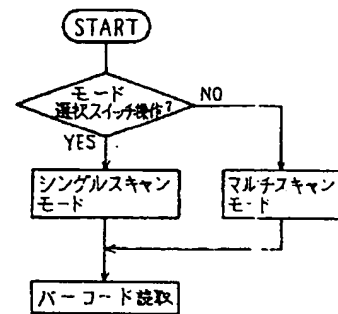 START
モード
選択スイッチ操作?
NO
YES
シングルスキャン
モード
マルチスキャン
モード
バーコード読取